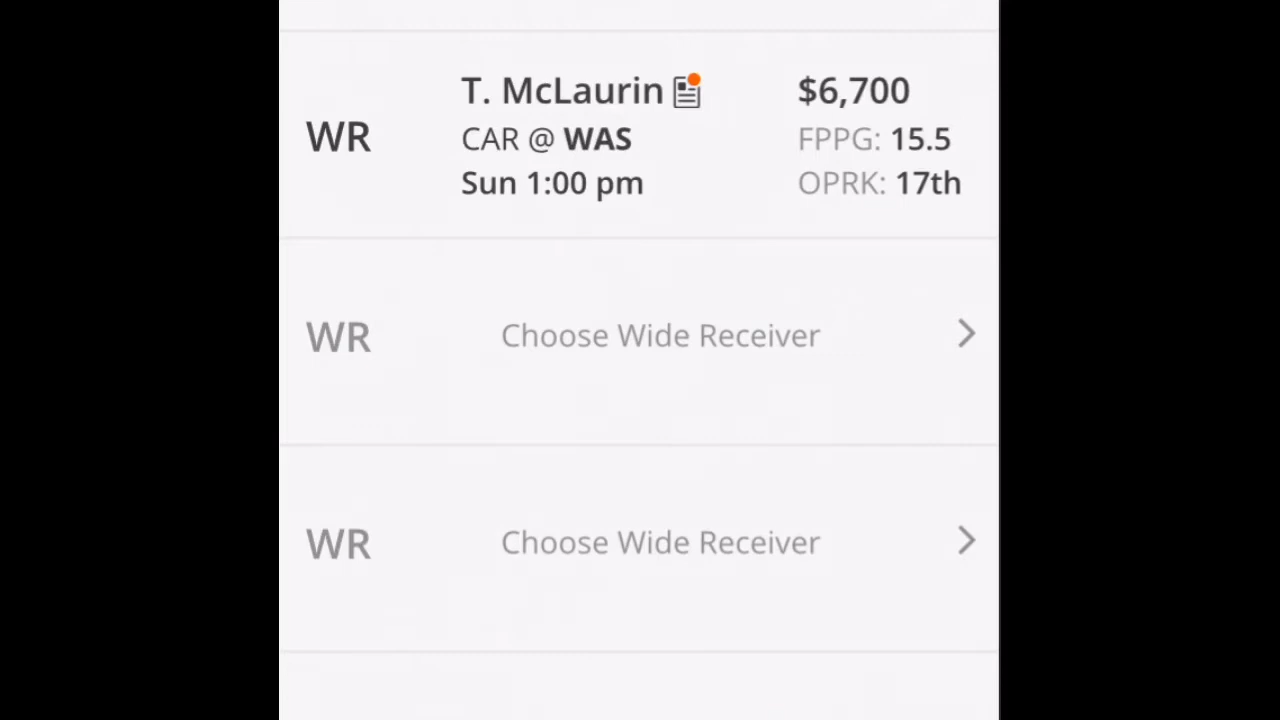 WR
T. McLaurin
$6,700
CAR @ WAS
FPPG: 15.5
Sun 1:00 pm
OPRK: 17th
WR
Choose Wide Receiver
WR
Choose Wide Receiver